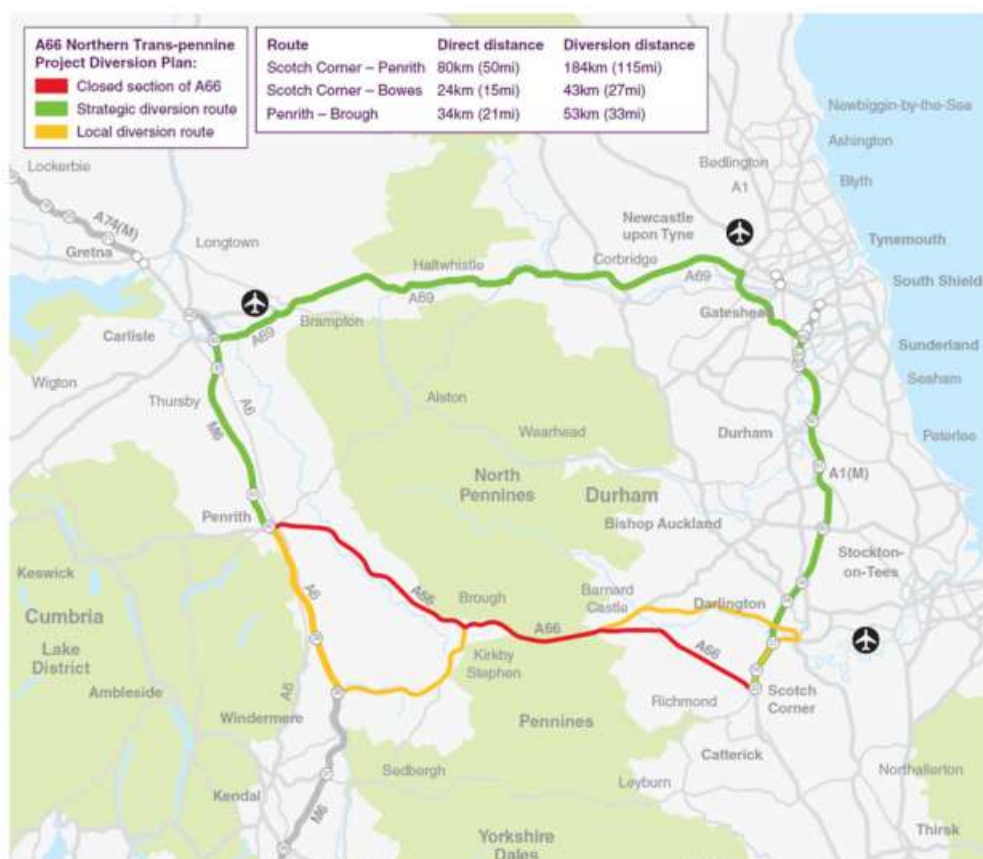 A66 Northern Trans-pennine
Project Diversion Plan:
Closed section of A66
Strategic diversion route
Local diversion route
Route Direct distance Diversion distance
Scotch Corner – Penrith 80km (50mi) 184km (115mi)
Scotch Corner – Bowes 24km (15mi) 43km (27mi)
Penrith – Brough 34km (21mi) 53km (33mi)
Newbiggin-by-the-Sea
Ashington
Bedlington
Blyth
A1
Lockerbie
A74(M)
Gretna
Longtown
Newcastle
upon Tyne
Tynemouth
Haltwhistle
Corbridge
A69
South Shield
A69
Gateshead
Brampton
A69
Carlisle
Sunderland
Wigton
Seaham
Thursby
A6
Alston
M6
Wearhead
Durham
Peterlee
North
Pennines
Durham
A1(M)
Penrith
Bishop Auckland
Stockton-
on-Tees
Keswick
Cumbria
Lake
District
A6
A66
Brough
Barnard
Castle
Darlington
A66
A66
Kirkby
Stephen
Ambleside
A6
Scotch
Corner
Richmond
Windermere
Pennines
Catterick
Sedbergh
Leyburn
Northallerton
Kendal
M6
Yorkshire
Dales
Thirsk